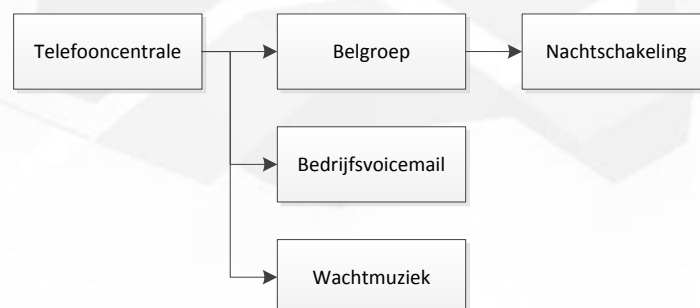 Telefooncentrale
Belgroep
Nachtschakeling
Bedrijfsvoicemail
Wachtmuziek